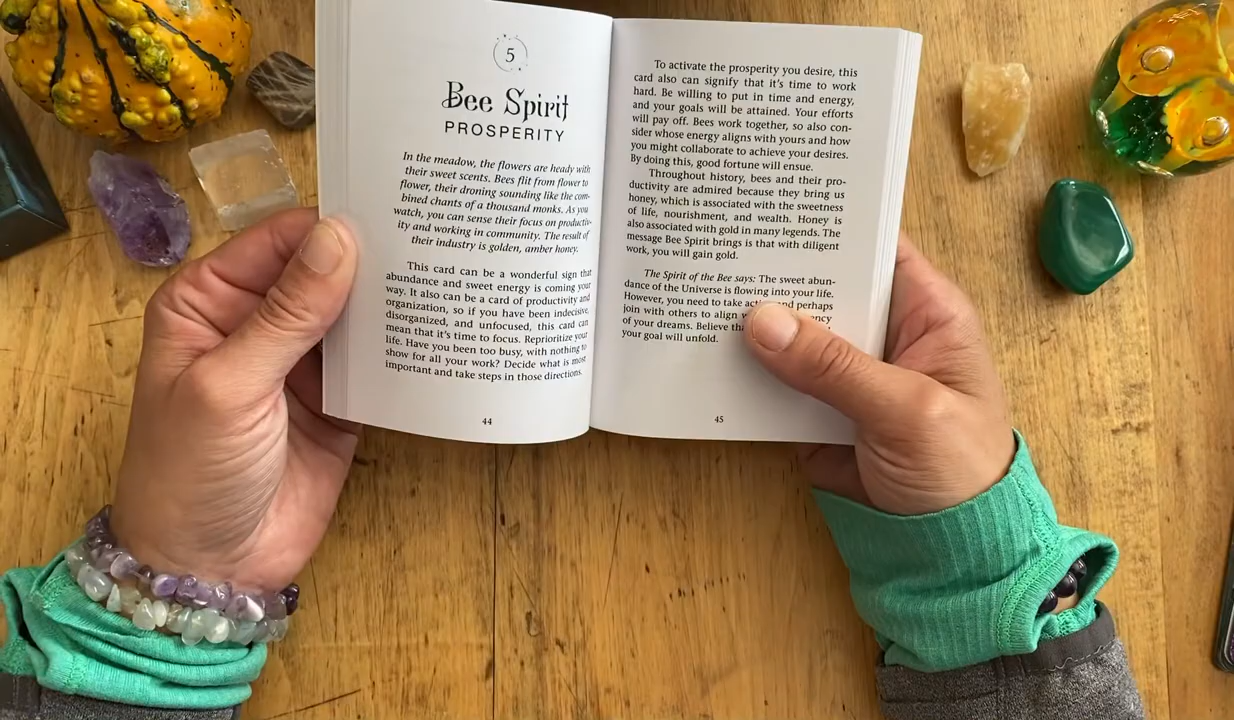 5
Bee Spirit
PROSPERITY
In the meadow, the flowers are heady with
their sweet scents. Bees flit from flower to
flower, their droning sounding like the com-
bined chants of a thousand monks. As you
watch, you can sense their focus on productiv-
ity and working in community. The result of
their industry is golden, amber honey.
This card can be a wonderful sign that
abundance and sweet energy is coming your
way. It also can be a card of productivity and
organization, so if you have been indecisive,
disorganized, and unfocused, this card can
mean that it's time to focus. Reprioritize your
life. Have you been too busy, with nothing to
show for all your work? Decide what is most
important and take steps in those directions.
44
To activate the prosperity you desire, this
card also can signify that it's time to work
hard. Be willing to put in time and energy,
and your goals will be attained. Your efforts
will pay off. Bees work together, so also con-
sider whose energy aligns with yours and how
you might collaborate to achieve your desires.
By doing this, good fortune will ensue.
Throughout history, bees and their pro-
ductivity are admired because they bring us
honey, which is associated with the sweetness
of life, nourishment, and wealth. Honey is
also associated with gold in many legends. The
message Bee Spirit brings is that with diligent
work, you will gain gold.
The Spirit of the Bee says: The sweet abun-
dance of the Universe is flowing into your life.
However, you need to take and perhaps
join with others to align
of your dreams. Believe
your goal will unfold.
45